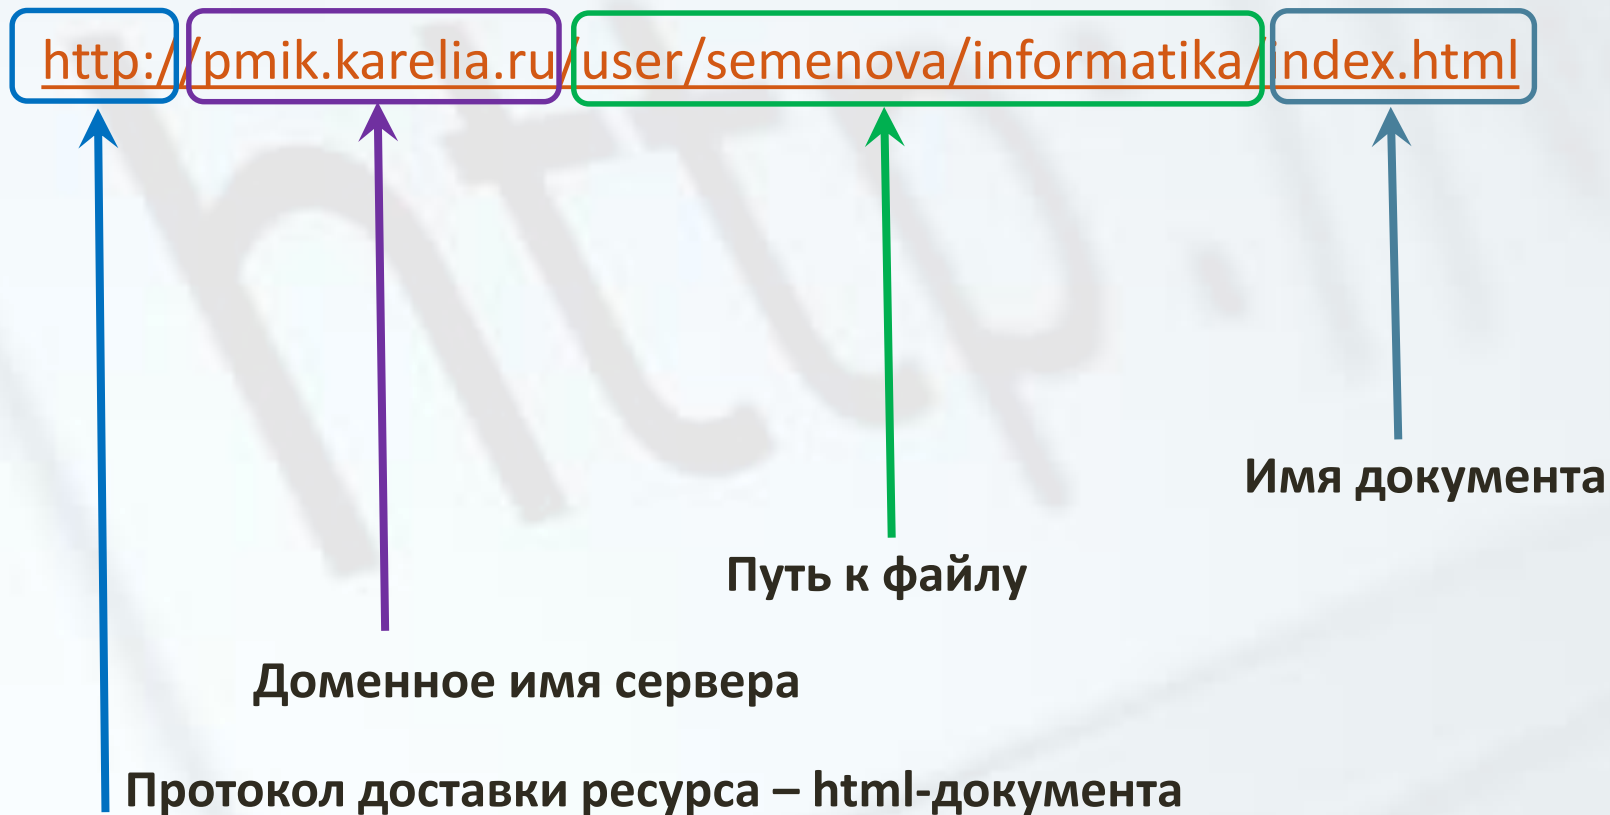 http://pmik.karelia.ru/user/semenova/informatika/index.html
Имя документа
Путь к файлу
Доменное имя сервера
Протокол доставки ресурса – html-документа